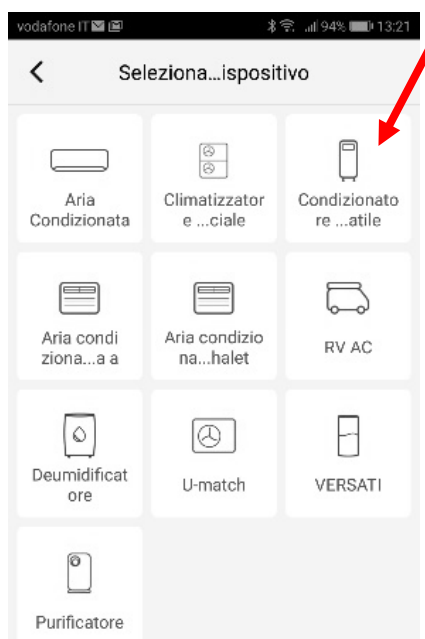 vodafone IT 94% 13:21
Seleziona...ispositivo
Aria
Condizionata
Climatizzator
e ...ciale
Condizionato
re ...atile
Aria condi
ziona...a a
Aria condizio
na...halet
RV AC
Deumidificat
ore
U-match
VERSATI
Purificatore